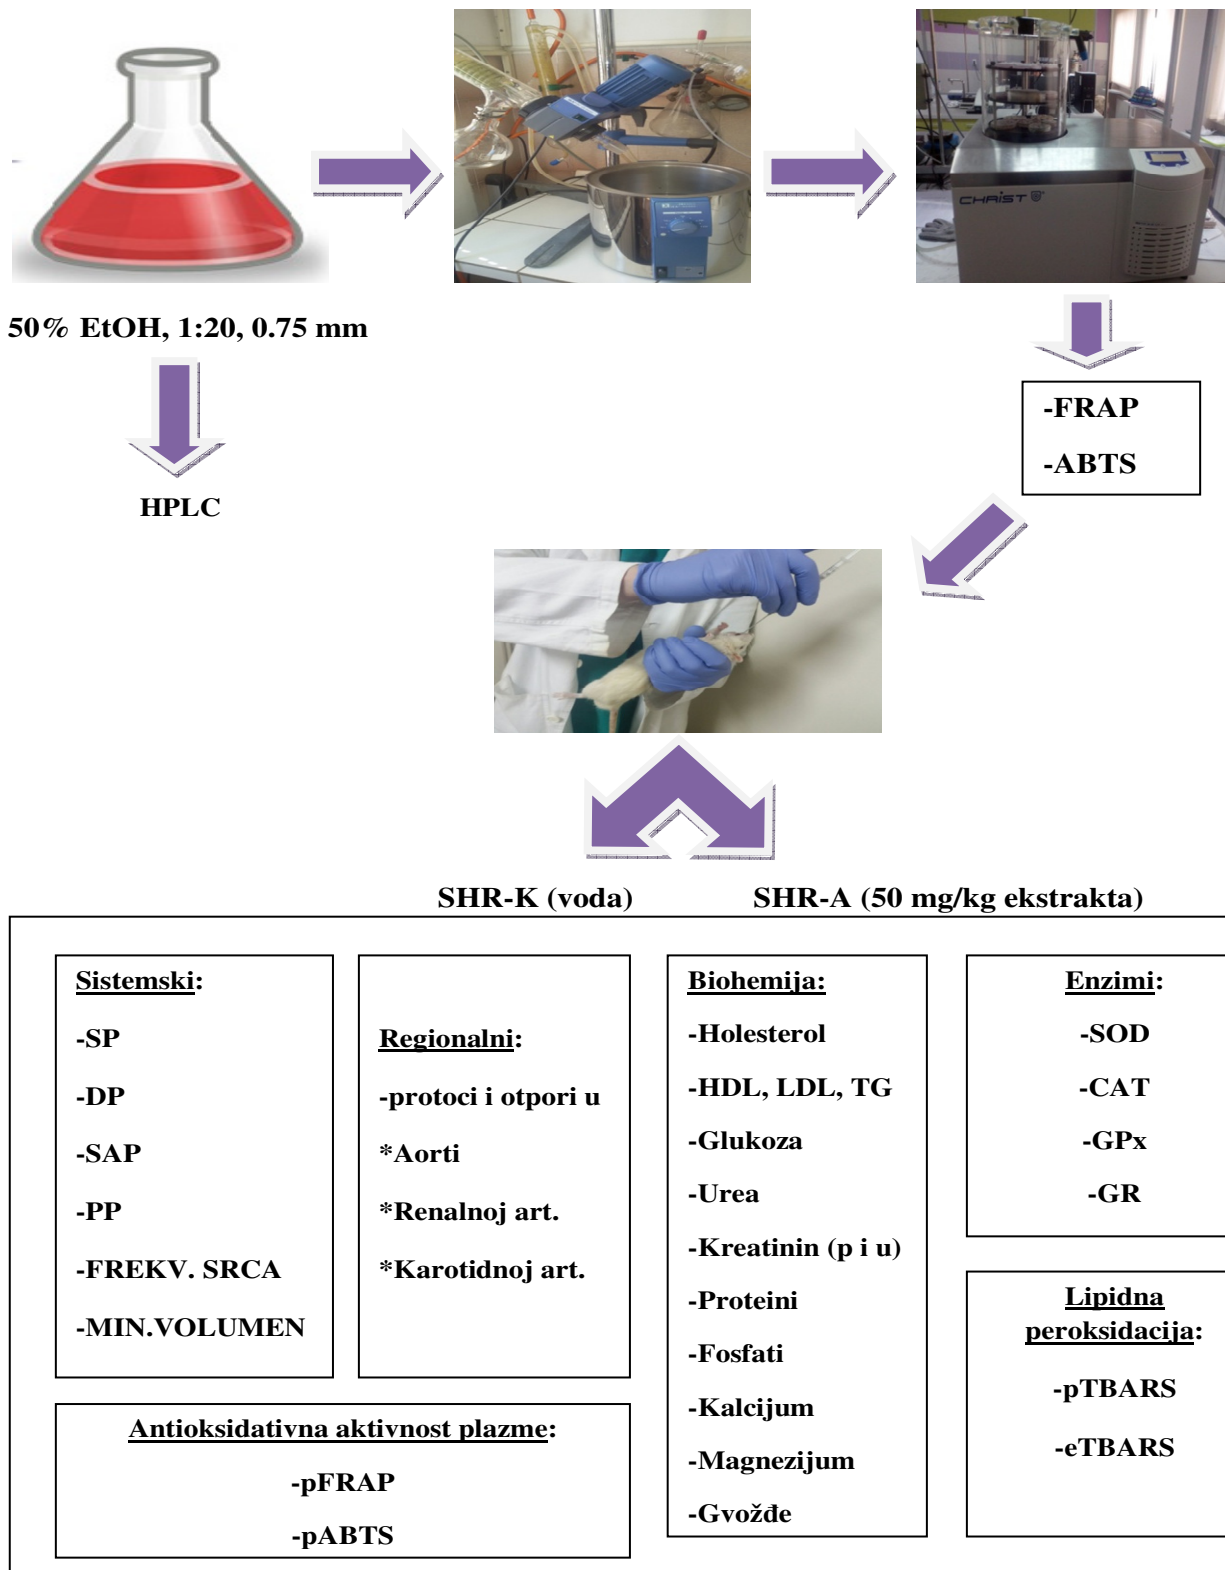 CHRIST
50% EtOH, 1:20, 0.75 mm
HPLC
-FRAP
-ABTS
SHR-K (voda)
SHR-A (50 mg/kg ekstrakta)
Sistemski:
-SP
-DP
-SAP
-PP
-FREKV. SRCA
-MIN.VOLUMEN
Regionalni:
-protoci i otpori u
*Aorti
*Renalnoj art.
*Karotidnoj art.
Biohemija:
-Holesterol
-HDL, LDL, TG
-Glukoza
-Urea
-Kreatinin (p i u)
-Proteini
-Fosfati
-Kalcijum
-Magnezijum
-Gvožđe
Enzimi:
-SOD
-CAT
-GPx
-GR
Lipidna
peroksidacija:
-pTBARS
-eTBARS
Antioksidativna aktivnost plazme:
-pFRAP
-pABTS